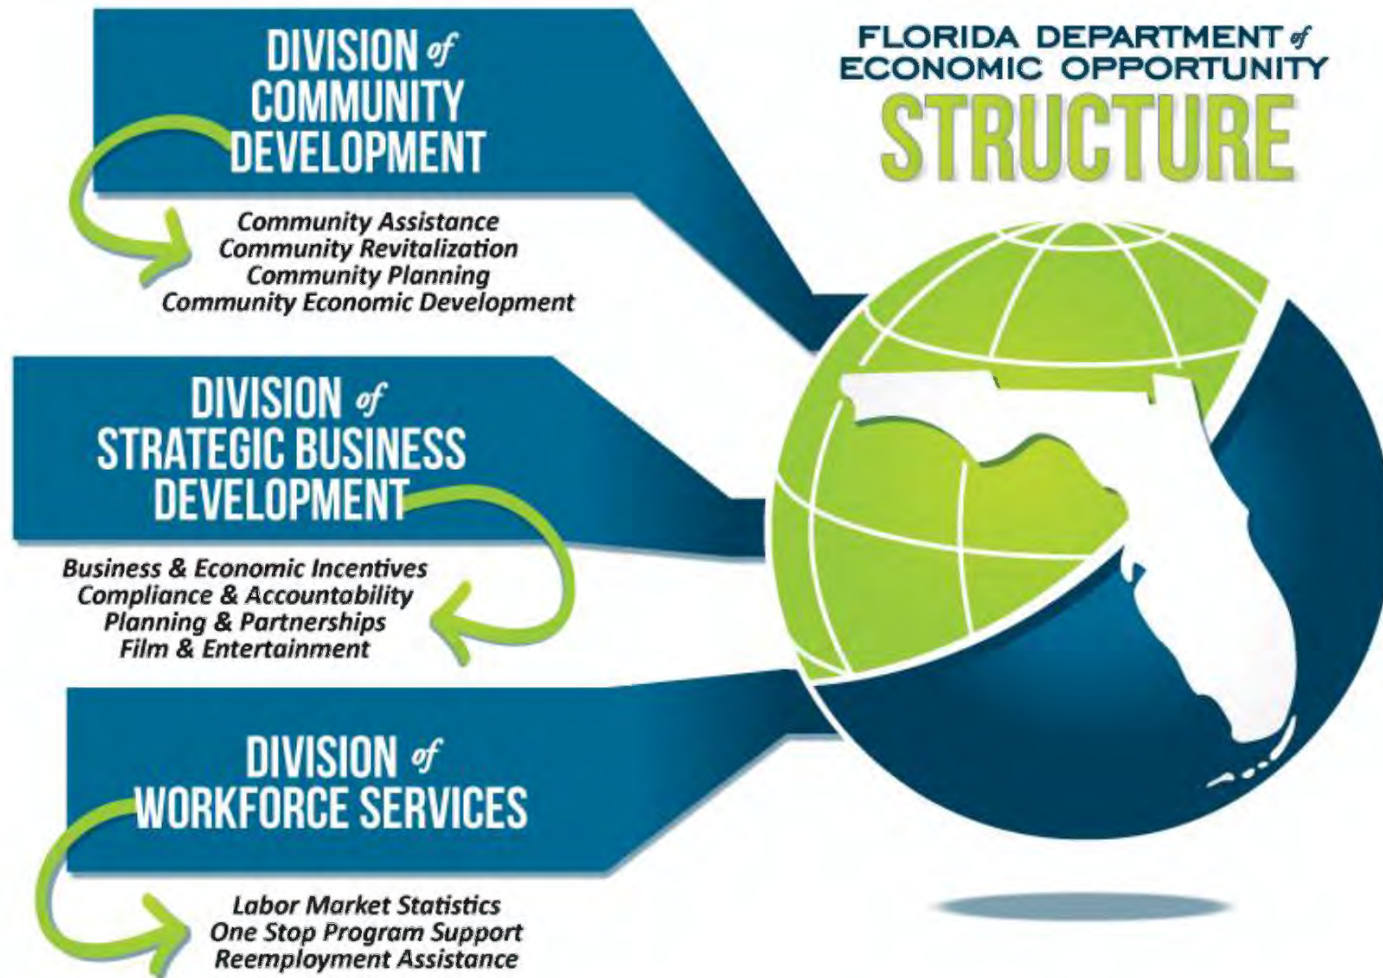 DIVISION of
COMMUNITY
DEVELOPMENT
Community Assistance
Community Revitalization
Community Planning
Community Economic Development
DIVISION of
STRATEGIC BUSINESS
DEVELOPMENT
Business & Economic Incentives
Compliance & Accountability
Planning & Partnerships
Film & Entertainment
DIVISION of
WORKFORCE SERVICES
Labor Market Statistics
One Stop Program Support
Reemployment Assistance
FLORIDA DEPARTMENT of
ECONOMIC OPPORTUNITY
STRUCTURE